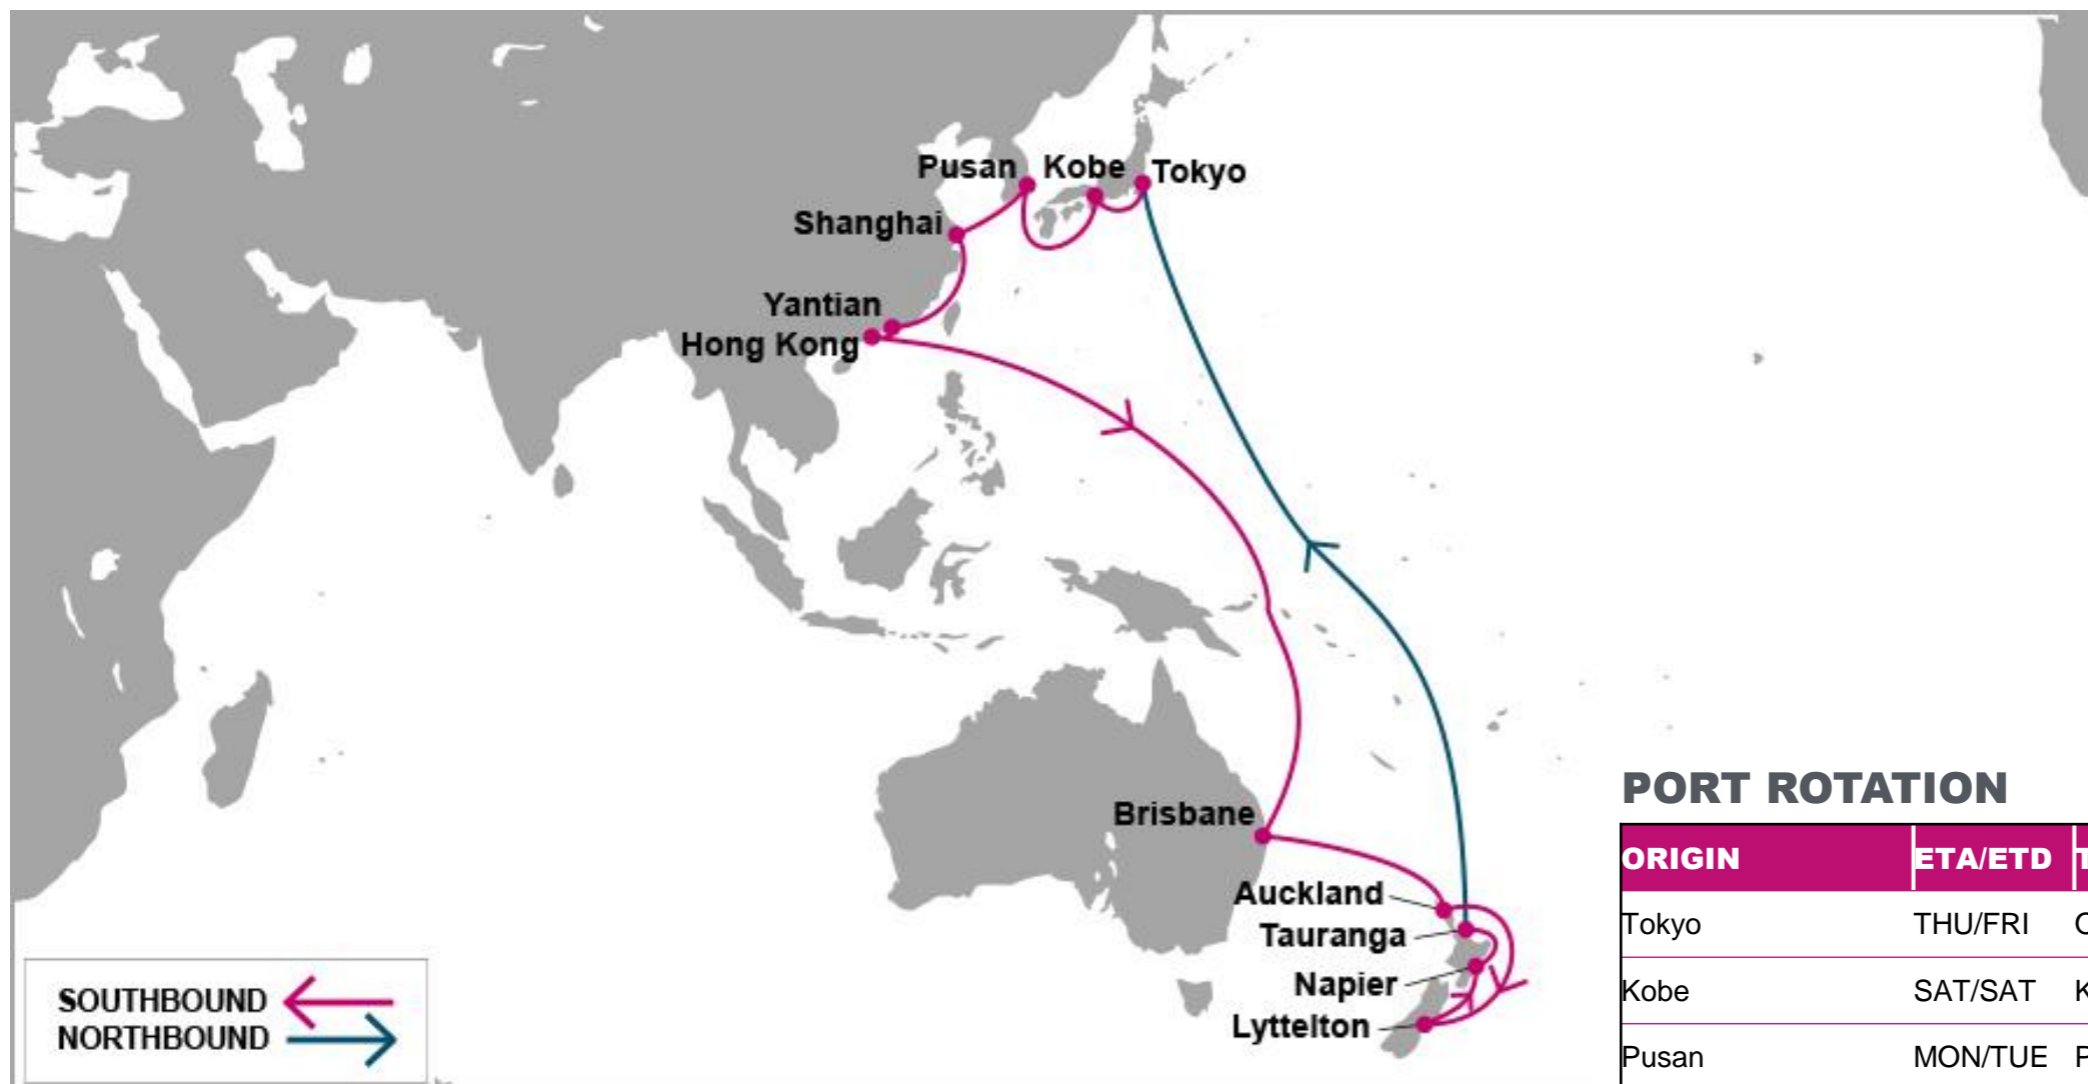 Pusan
Kobe
Tokyo
Shanghai
Yantian
Hong Kong
Brisbane
Auckland
Tauranga
Napier
Lyttelton
SOUTHBOUND
NORTHBOUND
PORT ROTATION
ORIGIN ETA/ETD
Tokyo THU/FRI
Kobe SAT/SAT
Pusan MON/TUE